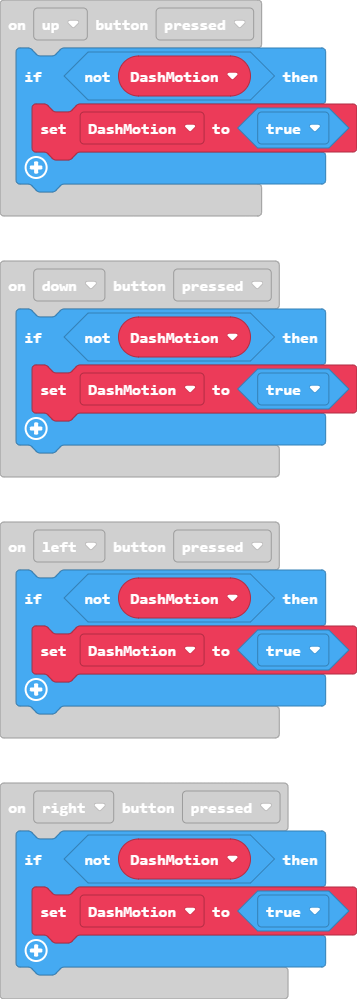 on up button pressed
if not DashMotion then
set DashMotion to true
on down button pressed
if not DashMotion then
set DashMotion to true
on left button pressed
if not DashMotion then
set DashMotion to true
on right button pressed
if not DashMotion then
set DashMotion to true